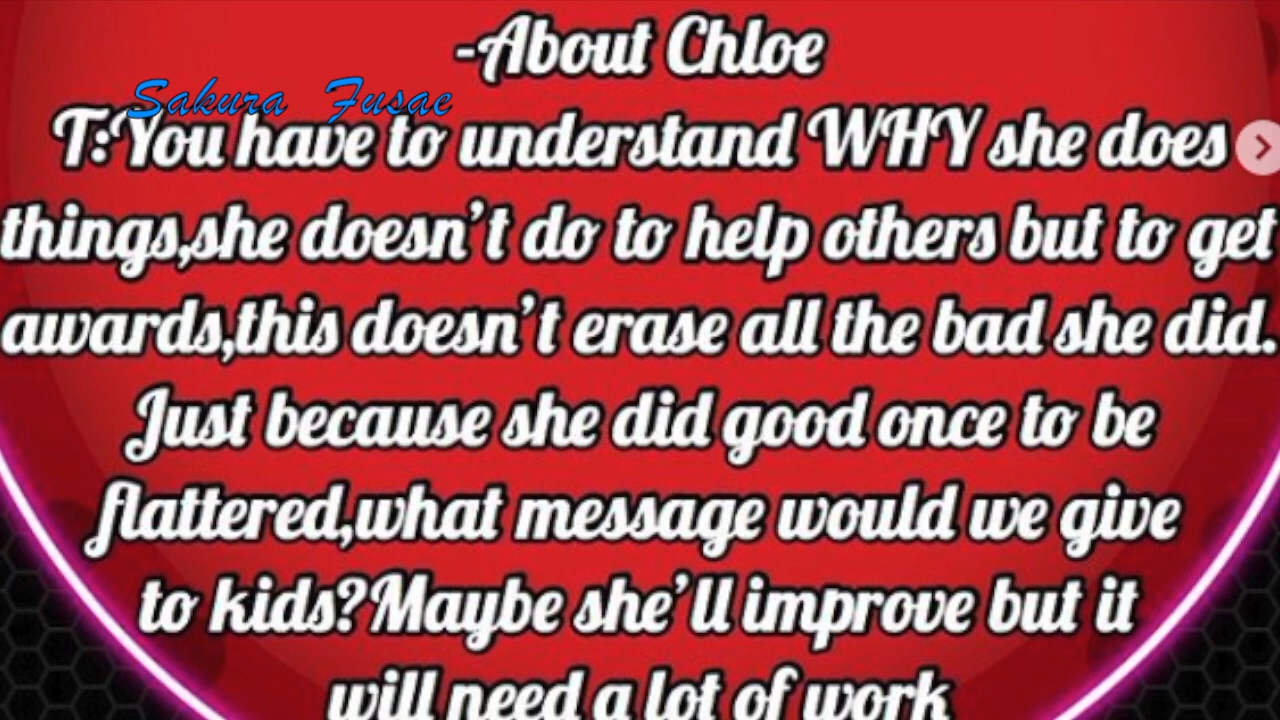 -About Chloe
Sakura Fusae
T:You have to understand WHY she does
things,she doesn't do to help others but to get
awards,this doesn't erase all the bad she did.
Just because she did good once to be
flattered,what message would we give
to kids?Maybe she'll improve but it
will need a lot of work